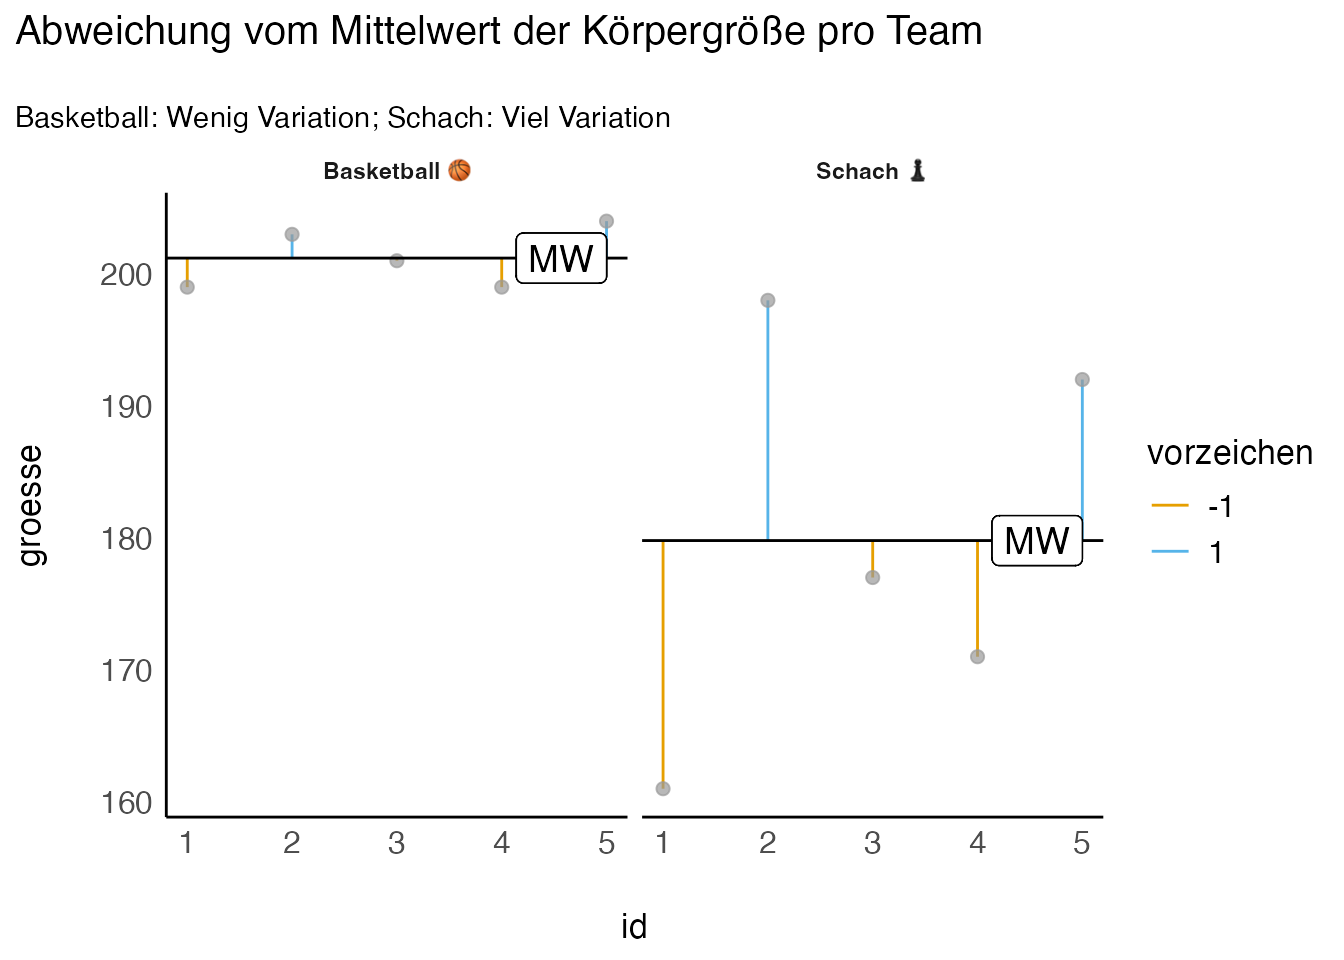 Abweichung vom Mittelwert der Körpergröße pro Team
Basketball: Wenig Variation; Schach: Viel Variation
Basketball 🏀
Schach ♟
groesse
200
190
180
170
160
MW
MW
1 2 3 4 5
1 2 3 4 5
id
vorzeichen
-1
1